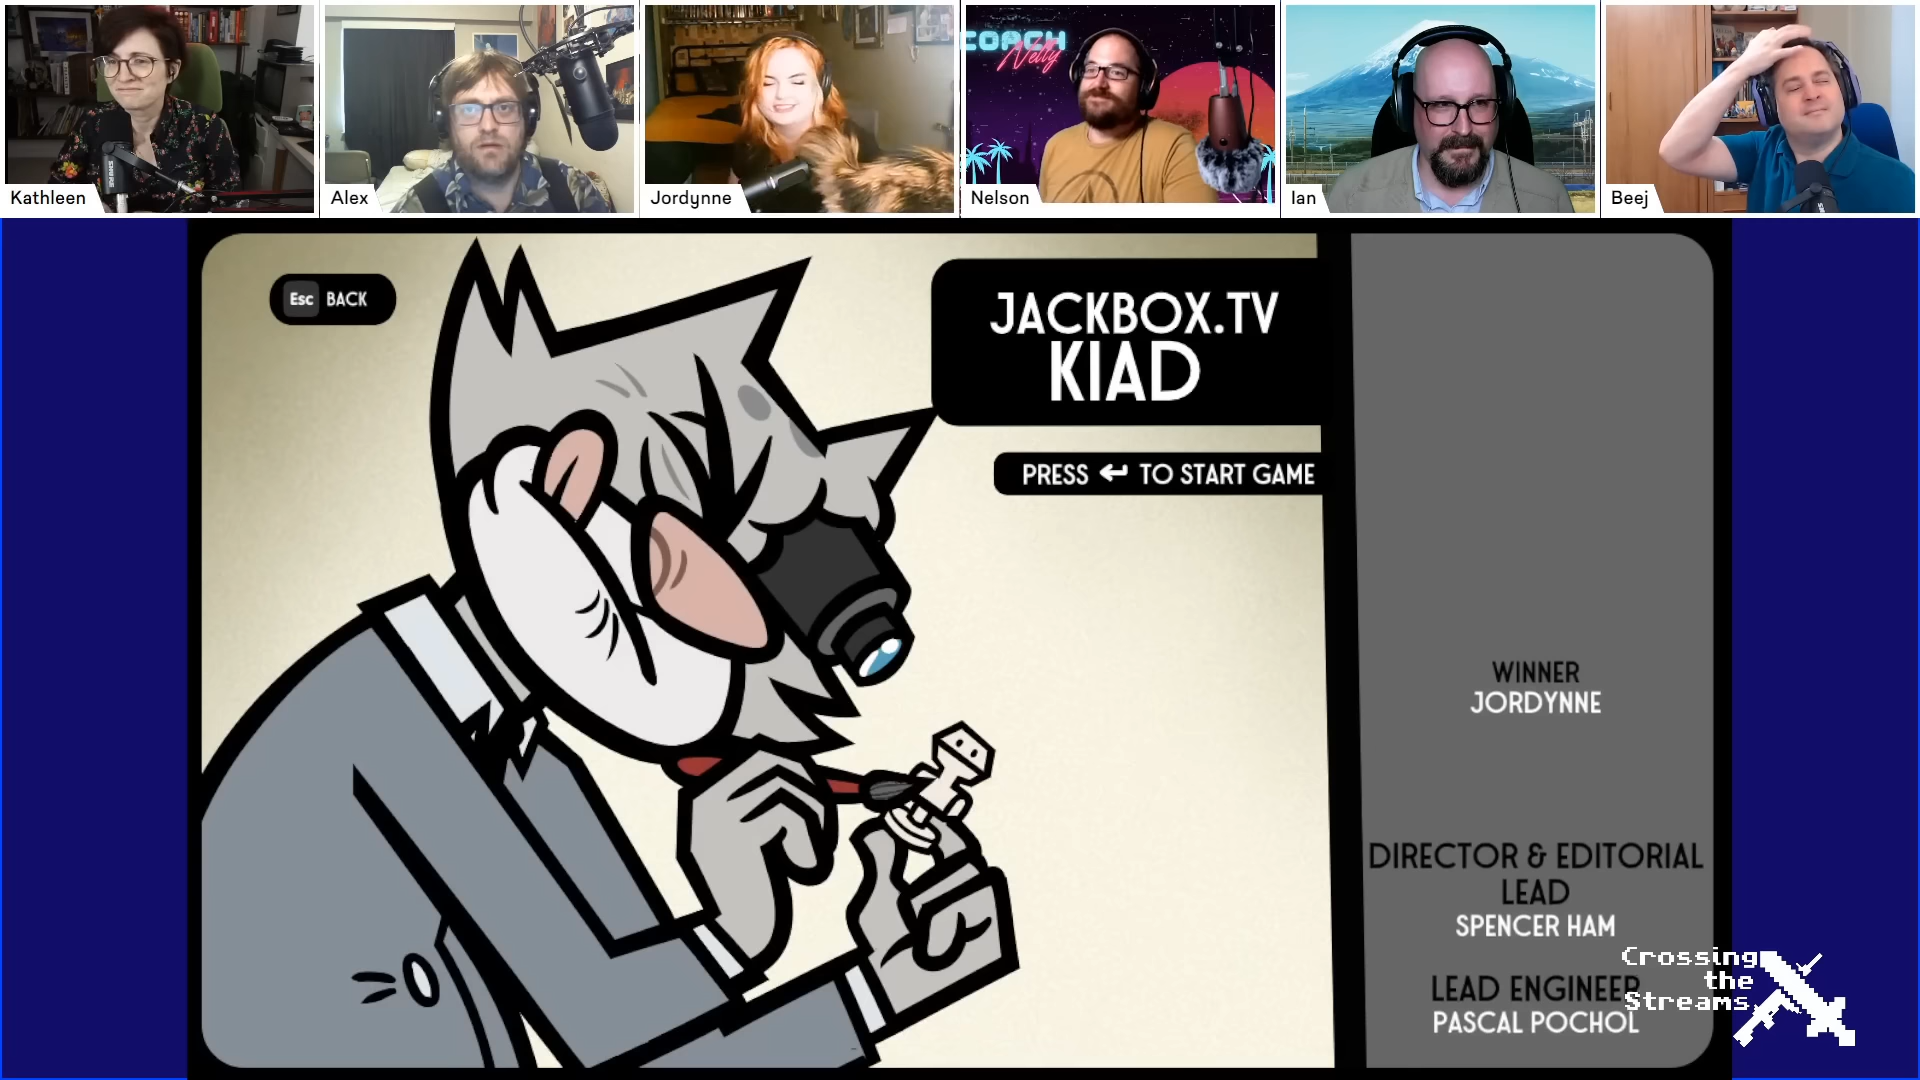 Kathleen
Alex
Jordynne
COACH
Nelly
Nelson
Ian
Beej
Esc BACK
JACKBOX.TV
KIAD
PRESS TO START GAME
WINNER
JORDYNNE
DIRECTOR & EDITORIAL
LEAD
SPENCER HAM
LEAD ENGINEER
PASCAL POCHOL
Crossing
the
Streams